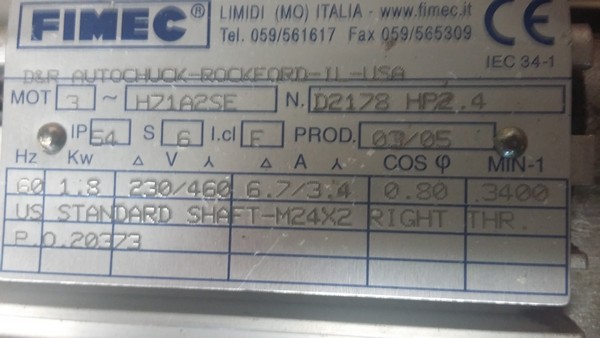 FIMEC® LIMIDI (MO) ITALIA - www.fimec.it
Tel. 059/561617 Fax 059/565309 CE
IEC 34-1
D&R AUTOCHUCK-ROCKFORD-IL-USA
MOT 3 ~ H71A2SE N. D2178 HP2.4
IP 54 S 6 I.cl F PROD. 03/05
Hz Kw Δ V ⅄ Δ A ⅄ COS φ MIN-1
60 1.8 230/460 6.7/3.4 0.80 3400
US STANDARD SHAFT-M24X2 RIGHT THR.
P.O.20373